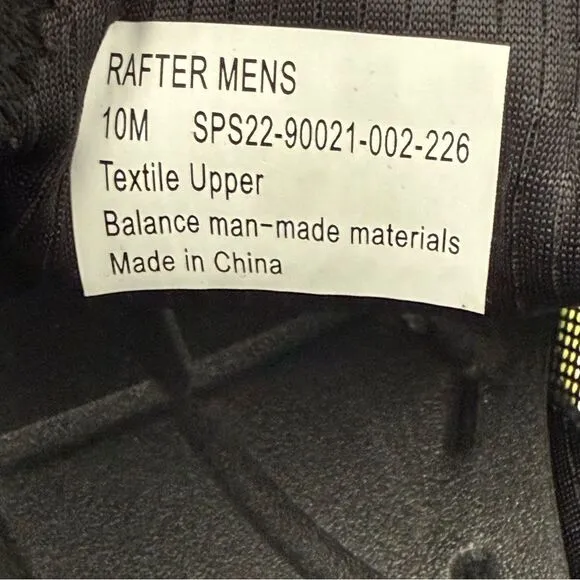 RAFTER MENS
10M SPS22-90021-002-226
Textile Upper
Balance man-made materials
Made in China